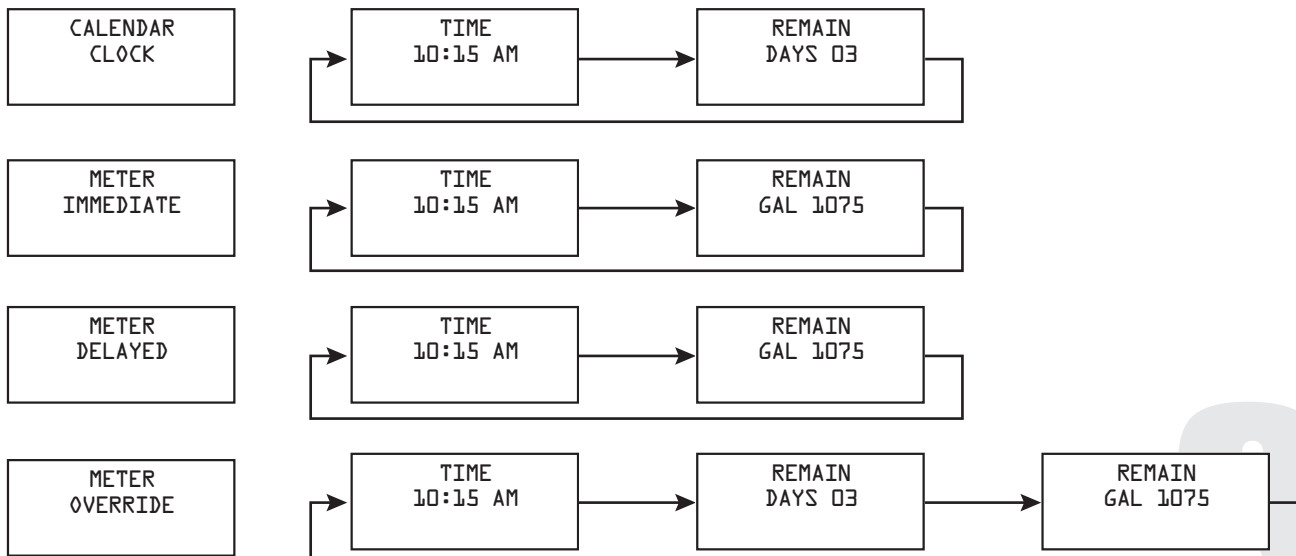 CALENDAR
CLOCK
TIME
10:15 AM
REMAIN
DAYS 03
METER
IMMEDIATE
TIME
10:15 AM
REMAIN
GAL 1075
METER
DELAYED
TIME
10:15 AM
REMAIN
GAL 1075
METER
OVERRIDE
TIME
10:15 AM
REMAIN
DAYS 03
REMAIN
GAL 1075